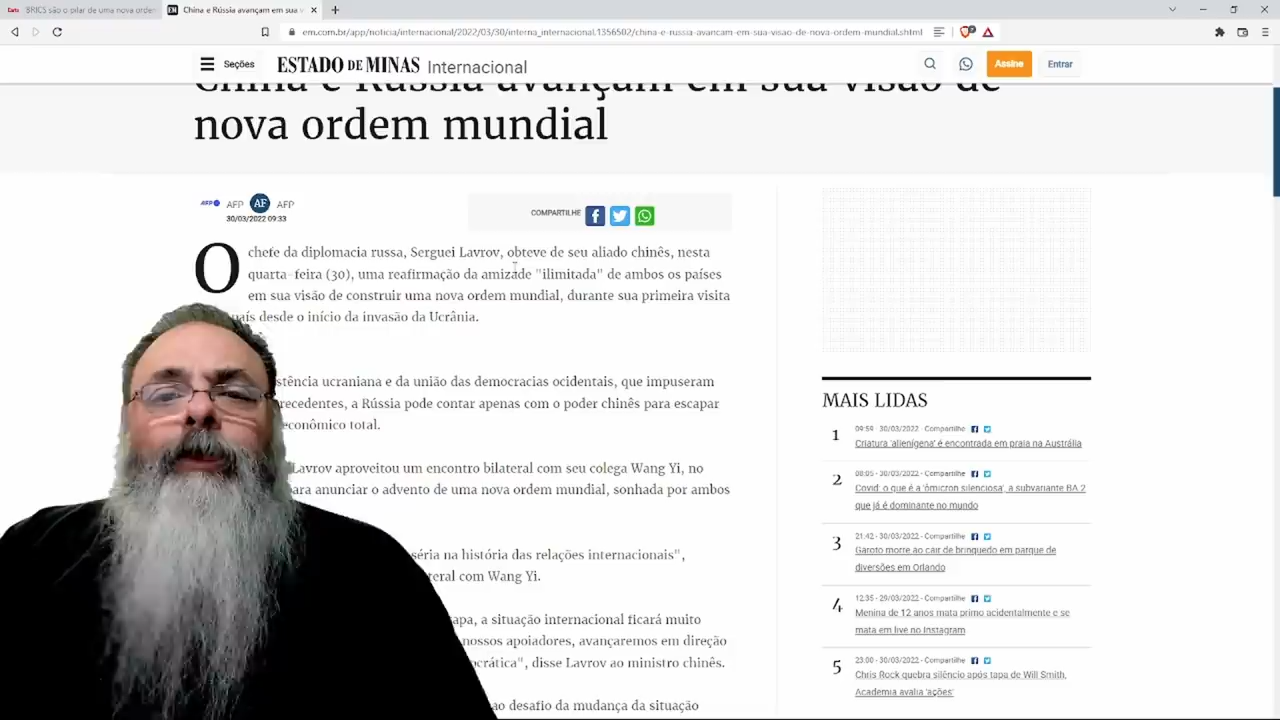 BRICS são o pilar de uma nova orden
China e Rússia avançam em sua v
em.com.br/app/noticia/internacional/2022/03/30/interna_internacional,1356502/china-e-russia-avancam-em-sua-visao-de-nova-ordem-mundial.shtml
Seções
ESTADO DE MINAS Internacional
Assine
Entrar
China e Rússia avançam em sua visão de
nova ordem mundial
AFP AF AFP
30/03/2022 09:33
COMPARTILHE
O chefe da diplomacia russa, Serguei Lavrov, obteve de seu aliado chinês, nesta
quarta-feira (30), uma reafirmação da amizade "ilimitada" de ambos os países
em sua visão de construir uma nova ordem mundial, durante sua primeira visita
país desde o início da invasão da Ucrânia.
stência ucraniana e da união das democracias ocidentais, que impuseram
recedentes, a Rússia pode contar apenas com o poder chinês para escapar
econômico total.
Lavrov aproveitou um encontro bilateral com seu colega Wang Yi, no
ara anunciar o advento de uma nova ordem mundial, sonhada por ambos
séria na história das relações internacionais",
teral com Wang Yi.
apa, a situação internacional ficará muito
nossos apoiadores, avançaremos em direção
ocrática", disse Lavrov ao ministro chinês.
ao desafio da mudança da situação
MAIS LIDAS
1
09:59 - 30/03/2022 - Compartilhe
Criatura 'alienígena' é encontrada em praia na Austrália
2
08:05 - 30/03/2022 - Compartilhe
Covid: o que é a 'ômicron silenciosa', a subvariante BA.2
que já é dominante no mundo
3
21:42 - 30/03/2022 - Compartilhe
Garoto morre ao cair de brinquedo em parque de
diversões em Orlando
4
12:35 - 29/03/2022 - Compartilhe
Menina de 12 anos mata primo acidentalmente e se
mata em live no Instagram
5
23:00 - 30/03/2022 - Compartilhe
Chris Rock quebra silêncio após tapa de Will Smith,
Academia avalia 'ações'